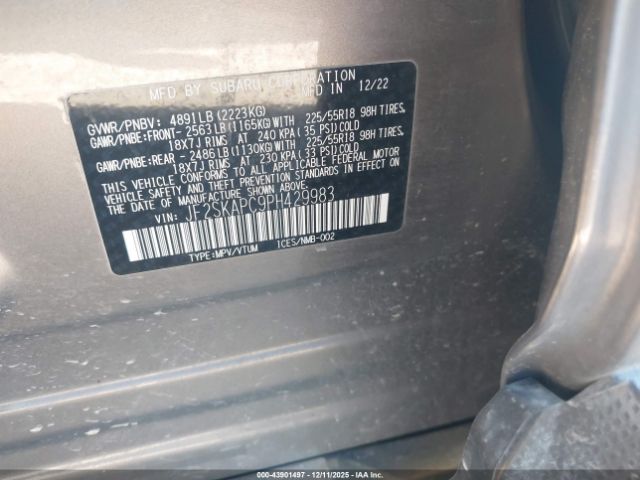 MFD BY SUBARU CORPORATION
MFD IN 12/22
GVWR/PNBV: 4891LB(2223KG)
GAWR/PNBE:FRONT- 2563LB(1165KG)WITH 225/55R18 98H TIRES,
18X7J RIMS AT 240 KPA(35 PSI)COLD
GAWR/PNBE:REAR - 2486LB(1130KG)WITH 225/55R18 98H TIRES,
18X7J RIMS AT 230 KPA(33 PSI)COLD
THIS VEHICLE CONFORMS TO ALL APPLICABLE FEDERAL MOTOR
VEHICLE SAFETY AND THEFT PREVENTION STANDARDS IN EFFECT ON
THE DATE OF MANUFACTURE SHOWN ABOVE.
VIN: JF2SKAPC9PH429983
TYPE:MPV/VTUM ICES/NMB-002
000-43901497 - 12/11/2025 - IAA Inc.